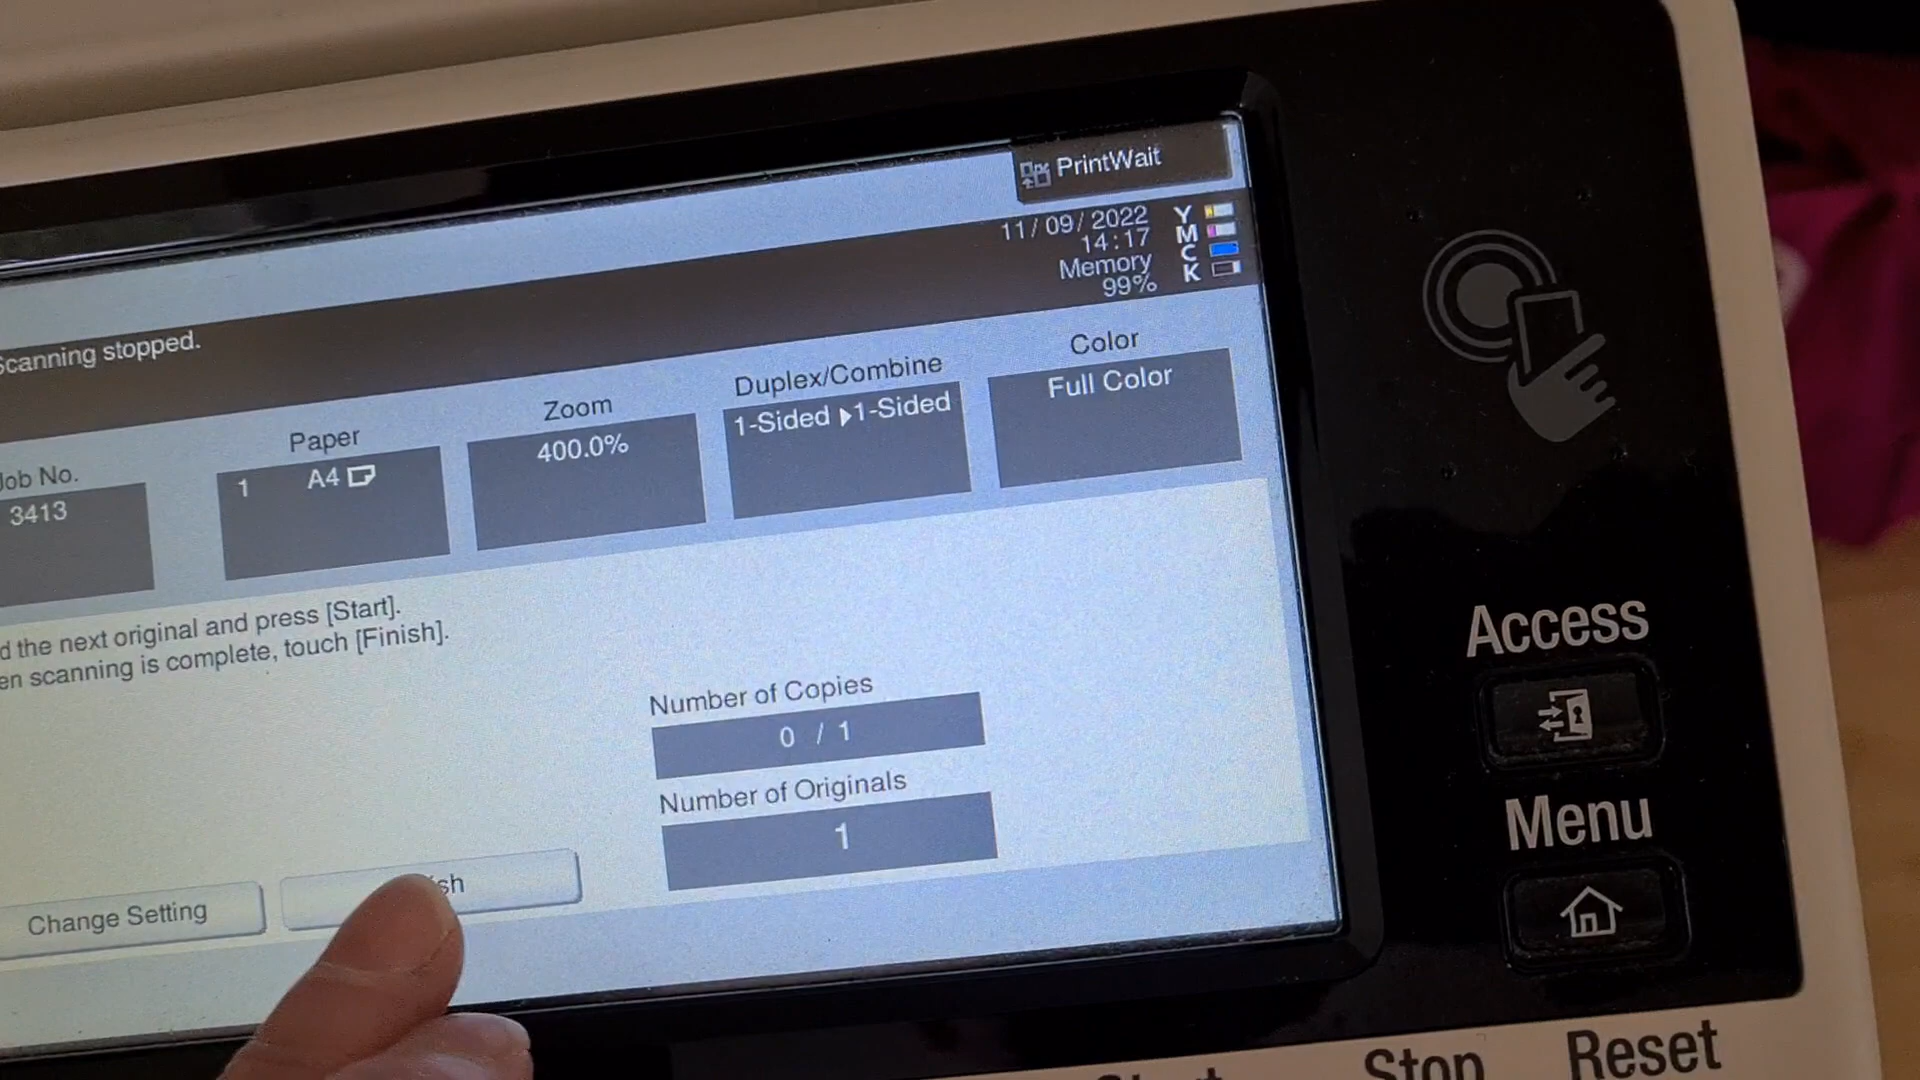 PrintWait
11/09/2022
14:17
Memory
99%
Y
M
C
K
Scanning stopped.
Job No.
3413
Paper
1 A4
Zoom
400.0%
Duplex/Combine
1-Sided ▶1-Sided
Color
Full Color
the next original and press [Start].
scanning is complete, touch [Finish].
Number of Copies
0 / 1
Number of Originals
1
Change Setting
Access
Menu
Stop
Reset